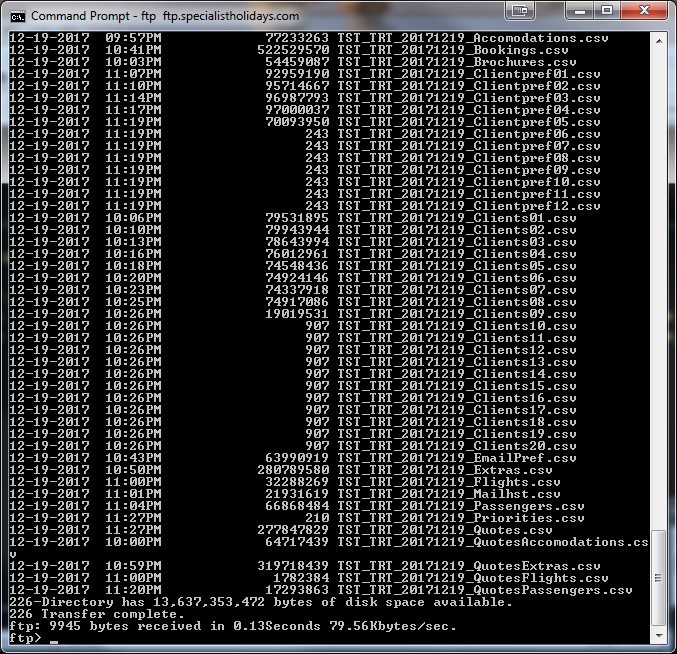 Command Prompt - ftp  ftp.specialistholidays.com
12-19-2017  09:57PM             77233263 TST_TRT_20171219_Accomodations.csv
12-19-2017  10:41PM            522529570 TST_TRT_20171219_Bookings.csv
12-19-2017  10:03PM             54459087 TST_TRT_20171219_Brochures.csv
12-19-2017  11:07PM             92959190 TST_TRT_20171219_Clientpref01.csv
12-19-2017  11:10PM             95714667 TST_TRT_20171219_Clientpref02.csv
12-19-2017  11:14PM             96987793 TST_TRT_20171219_Clientpref03.csv
12-19-2017  11:17PM             97000037 TST_TRT_20171219_Clientpref04.csv
12-19-2017  11:19PM             70093950 TST_TRT_20171219_Clientpref05.csv
12-19-2017  11:19PM                  243 TST_TRT_20171219_Clientpref06.csv
12-19-2017  11:19PM                  243 TST_TRT_20171219_Clientpref07.csv
12-19-2017  11:19PM                  243 TST_TRT_20171219_Clientpref08.csv
12-19-2017  11:19PM                  243 TST_TRT_20171219_Clientpref09.csv
12-19-2017  11:19PM                  243 TST_TRT_20171219_Clientpref10.csv
12-19-2017  11:19PM                  243 TST_TRT_20171219_Clientpref11.csv
12-19-2017  11:19PM                  243 TST_TRT_20171219_Clientpref12.csv
12-19-2017  10:06PM             79531895 TST_TRT_20171219_Clients01.csv
12-19-2017  10:10PM             79943944 TST_TRT_20171219_Clients02.csv
12-19-2017  10:13PM             78643994 TST_TRT_20171219_Clients03.csv
12-19-2017  10:16PM             76012961 TST_TRT_20171219_Clients04.csv
12-19-2017  10:18PM             74548436 TST_TRT_20171219_Clients05.csv
12-19-2017  10:20PM             74924146 TST_TRT_20171219_Clients06.csv
12-19-2017  10:23PM             74337918 TST_TRT_20171219_Clients07.csv
12-19-2017  10:25PM             74917086 TST_TRT_20171219_Clients08.csv
12-19-2017  10:26PM             19019531 TST_TRT_20171219_Clients09.csv
12-19-2017  10:26PM                  907 TST_TRT_20171219_Clients10.csv
12-19-2017  10:26PM                  907 TST_TRT_20171219_Clients11.csv
12-19-2017  10:26PM                  907 TST_TRT_20171219_Clients12.csv
12-19-2017  10:26PM                  907 TST_TRT_20171219_Clients13.csv
12-19-2017  10:26PM                  907 TST_TRT_20171219_Clients14.csv
12-19-2017  10:26PM                  907 TST_TRT_20171219_Clients15.csv
12-19-2017  10:26PM                  907 TST_TRT_20171219_Clients16.csv
12-19-2017  10:26PM                  907 TST_TRT_20171219_Clients17.csv
12-19-2017  10:26PM                  907 TST_TRT_20171219_Clients18.csv
12-19-2017  10:26PM                  907 TST_TRT_20171219_Clients19.csv
12-19-2017  10:26PM                  907 TST_TRT_20171219_Clients20.csv
12-19-2017  10:43PM             63990919 TST_TRT_20171219_EmailPref.csv
12-19-2017  10:50PM            280789580 TST_TRT_20171219_Extras.csv
12-19-2017  11:00PM             32288269 TST_TRT_20171219_Flights.csv
12-19-2017  11:01PM             21931619 TST_TRT_20171219_Mailhst.csv
12-19-2017  11:04PM             66868484 TST_TRT_20171219_Passengers.csv
12-19-2017  11:27PM                  210 TST_TRT_20171219_Priorities.csv
12-19-2017  11:27PM            277847829 TST_TRT_20171219_Quotes.csv
12-19-2017  10:00PM             64717439 TST_TRT_20171219_QuotesAccomodations.cs
v
12-19-2017  10:59PM            319718439 TST_TRT_20171219_QuotesExtras.csv
12-19-2017  11:00PM              1782384 TST_TRT_20171219_QuotesFlights.csv
12-19-2017  11:20PM             17293863 TST_TRT_20171219_QuotesPassengers.csv
226-Directory has 13,637,353,472 bytes of disk space available.
226 Transfer complete.
ftp: 9945 bytes received in 0.13Seconds 79.56Kbytes/sec.
ftp> _